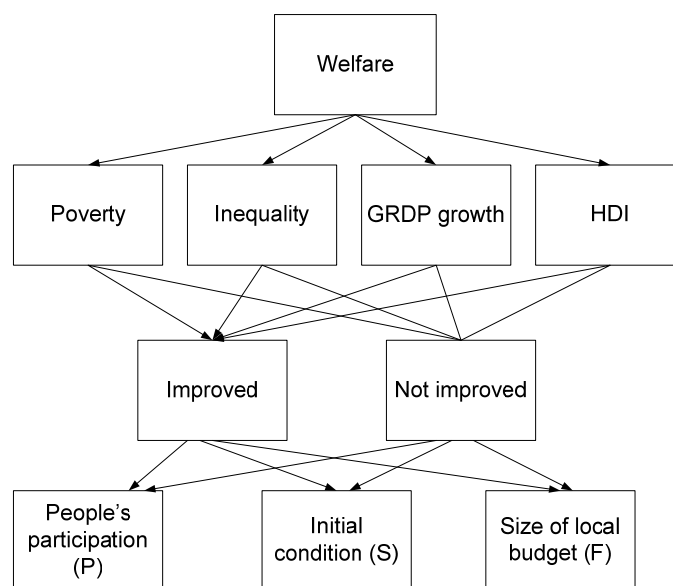 Welfare
Poverty
Inequality
GRDP growth
HDI
Improved
Not improved
People’s
participation
(P)
Initial
condition (S)
Size of local
budget (F)